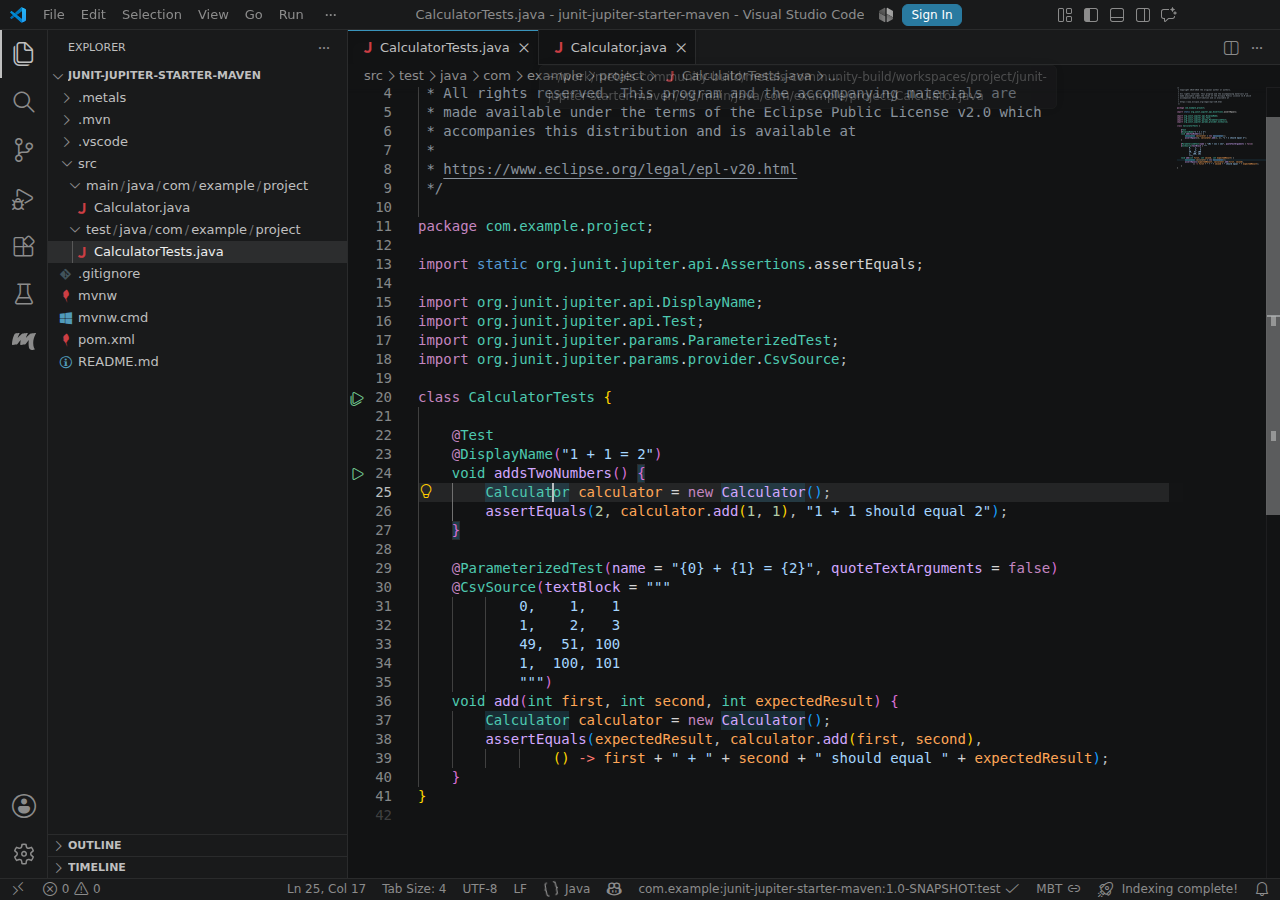 File Edit Selection View Go Run ··· CalculatorTests.java - junit-jupiter-starter-maven - Visual Studio Code Sign In
EXPLORER
JUNIT-JUPITER-STARTER-MAVEN
.metals
.mvn
.vscode
src
main/java/com/example/project
Calculator.java
test/java/com/example/project
CalculatorTests.java
.gitignore
mvnw
mvnw.cmd
pom.xml
README.md
OUTLINE
TIMELINE
CalculatorTests.java Calculator.java
src > test > java > com > example > project > CalculatorTests.java > ...
4 * All rights reserved. This program and the accompanying materials are
5 * made available under the terms of the Eclipse Public License v2.0 which
6 * accompanies this distribution and is available at
7 *
8 * https://www.eclipse.org/legal/epl-v20.html
9 */
10
11 package com.example.project;
12
13 import static org.junit.jupiter.api.Assertions.assertEquals;
14
15 import org.junit.jupiter.api.DisplayName;
16 import org.junit.jupiter.api.Test;
17 import org.junit.jupiter.params.ParameterizedTest;
18 import org.junit.jupiter.params.provider.CsvSource;
19
20 class CalculatorTests {
21
22 @Test
23 @DisplayName("1 + 1 = 2")
24 void addsTwoNumbers() {
25 Calculator calculator = new Calculator();
26 assertEquals(2, calculator.add(1, 1), "1 + 1 should equal 2");
27 }
28
29 @ParameterizedTest(name = "{0} + {1} = {2}", quoteTextArguments = false)
30 @CsvSource(textBlock = """
31 0, 1, 1
32 1, 2, 3
33 49, 51, 100
34 1, 100, 101
35 """)
36 void add(int first, int second, int expectedResult) {
37 Calculator calculator = new Calculator();
38 assertEquals(expectedResult, calculator.add(first, second),
39 () -> first + " + " + second + " should equal " + expectedResult);
40 }
41 }
42
0 0 Ln 25, Col 17 Tab Size: 4 UTF-8 LF Java com.example:junit-jupiter-starter-maven:1.0-SNAPSHOT:test MBT Indexing complete!